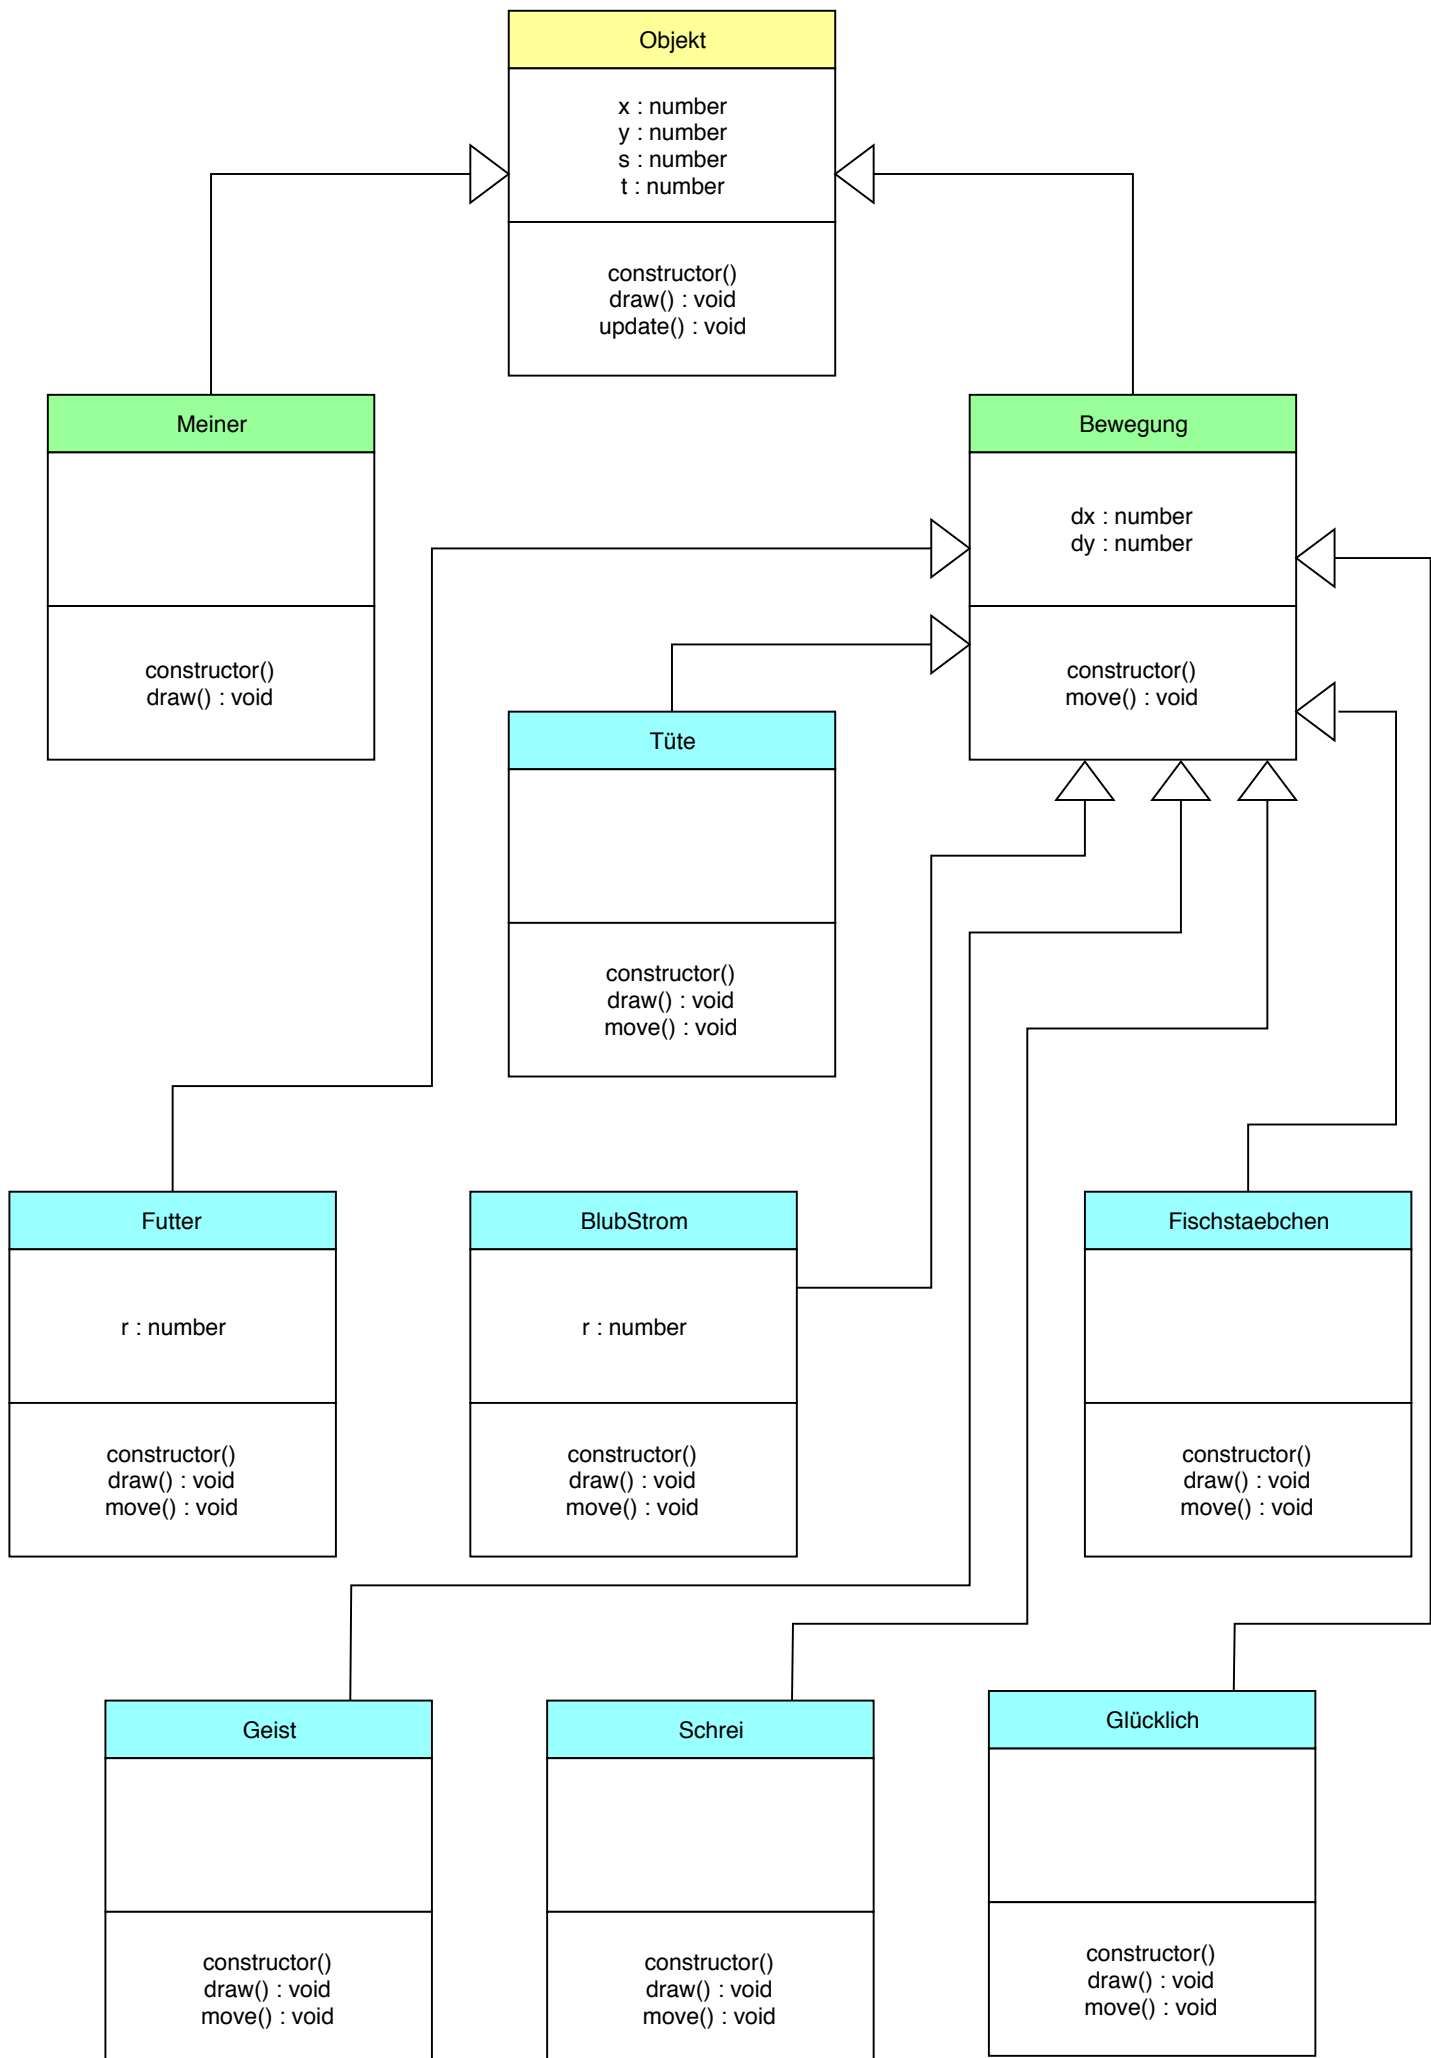 Objekt
x : number
y : number
s : number
t : number
constructor()
draw() : void
update() : void
Meiner
constructor()
draw() : void
Bewegung
dx : number
dy : number
constructor()
move() : void
Tüte
constructor()
draw() : void
move() : void
Futter
r : number
constructor()
draw() : void
move() : void
BlubStrom
r : number
constructor()
draw() : void
move() : void
Fischstaebchen
constructor()
draw() : void
move() : void
Geist
constructor()
draw() : void
move() : void
Schrei
constructor()
draw() : void
move() : void
Glücklich
constructor()
draw() : void
move() : void